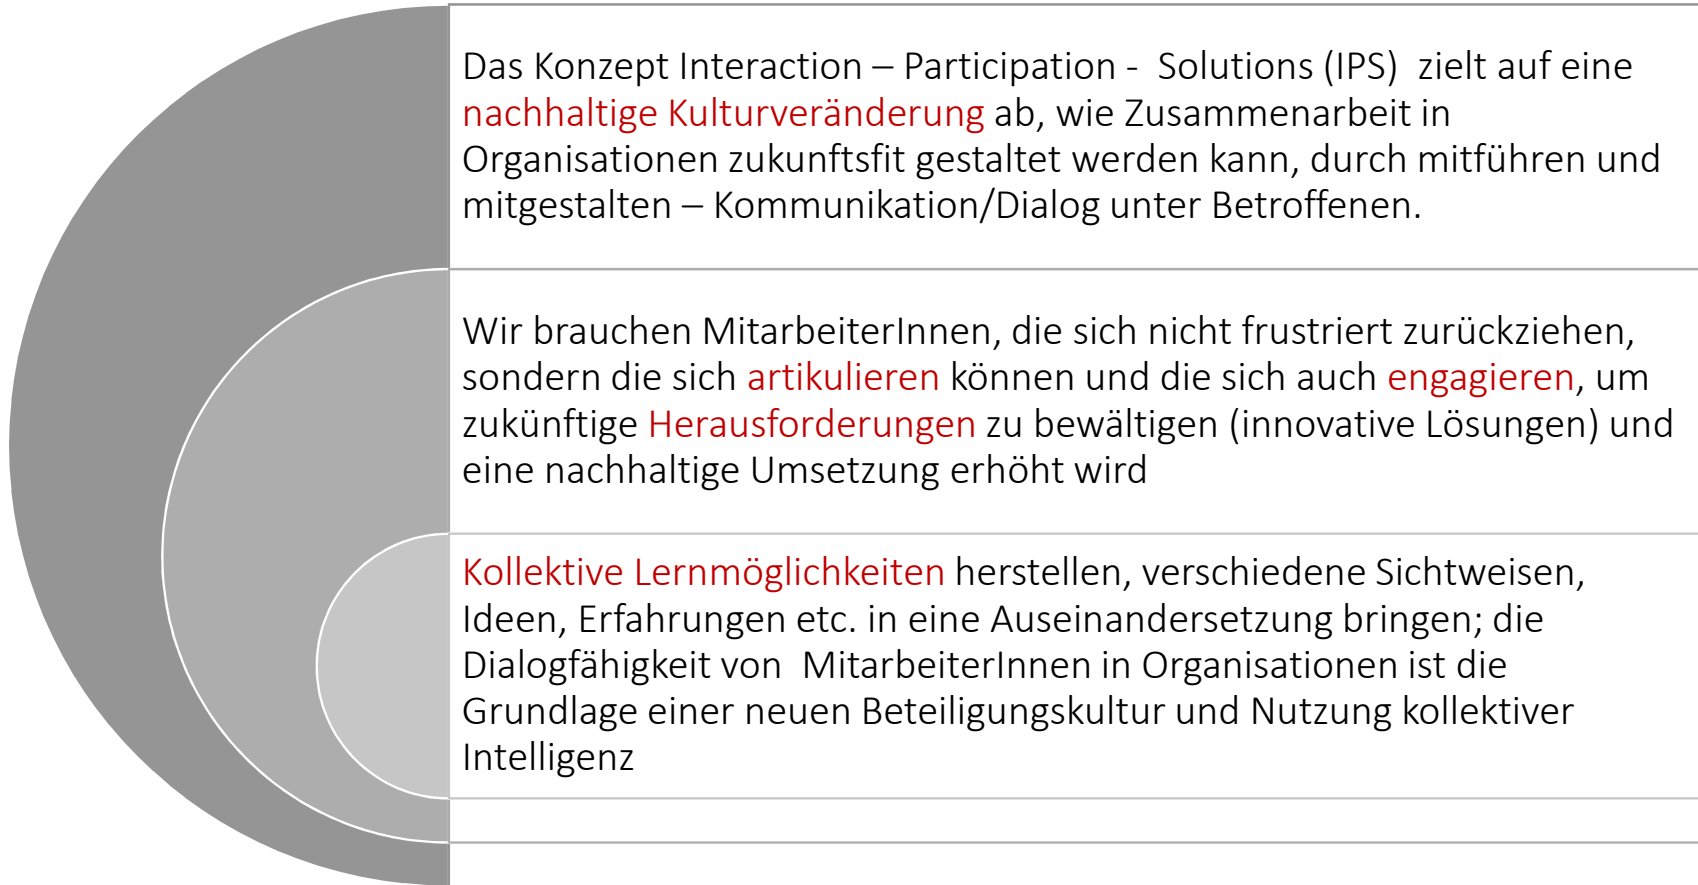 Das Konzept Interaction – Participation - Solutions (IPS) zielt auf eine
nachhaltige Kulturveränderung ab, wie Zusammenarbeit in
Organisationen zukunftsfit gestaltet werden kann, durch mitführen und
mitgestalten – Kommunikation/Dialog unter Betroffenen.
Wir brauchen MitarbeiterInnen, die sich nicht frustriert zurückziehen,
sondern die sich artikulieren können und die sich auch engagieren, um
zukünftige Herausforderungen zu bewältigen (innovative Lösungen) und
eine nachhaltige Umsetzung erhöht wird
Kollektive Lernmöglichkeiten herstellen, verschiedene Sichtweisen,
Ideen, Erfahrungen etc. in eine Auseinandersetzung bringen; die
Dialogfähigkeit von MitarbeiterInnen in Organisationen ist die
Grundlage einer neuen Beteiligungskultur und Nutzung kollektiver
Intelligenz